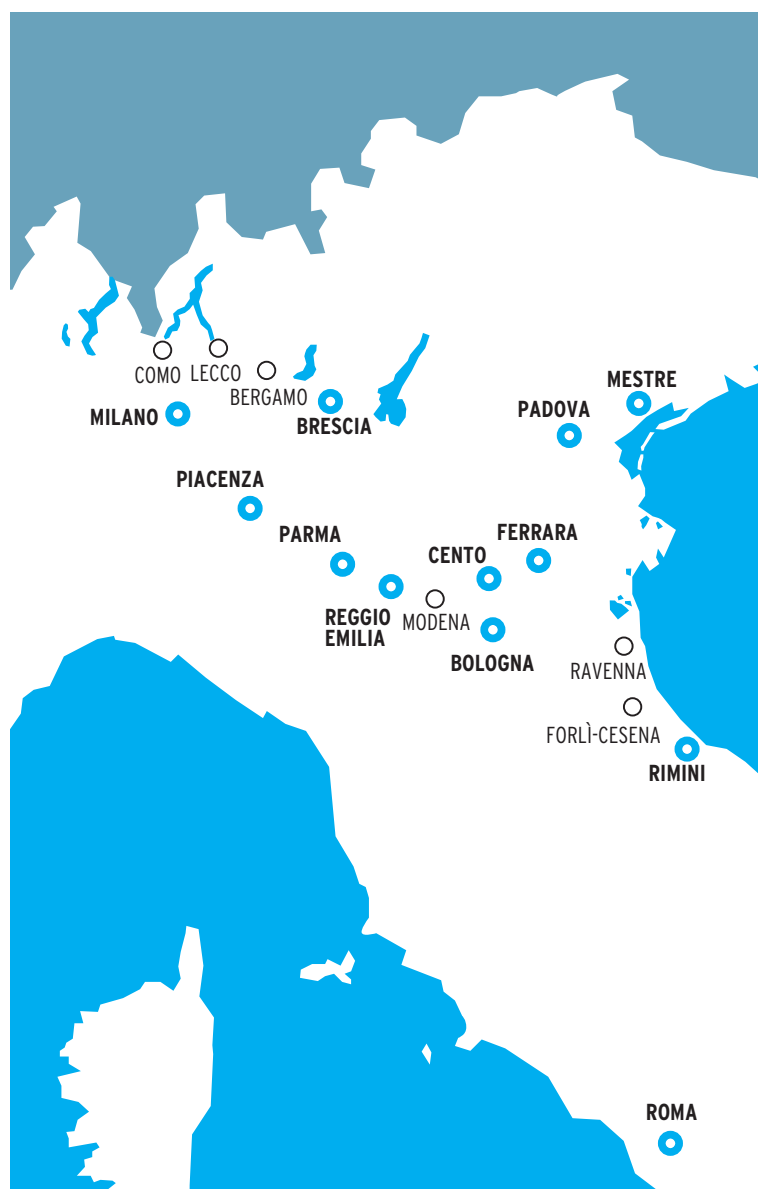 COMO
LECCO
BERGAMO
MILANO
BRESCIA
PADOVA
MESTRE
PIACENZA
PARMA
REGGIO
EMILIA
MODENA
CENTO
FERRARA
BOLOGNA
RAVENNA
FORLÌ-CESENA
RIMINI
ROMA